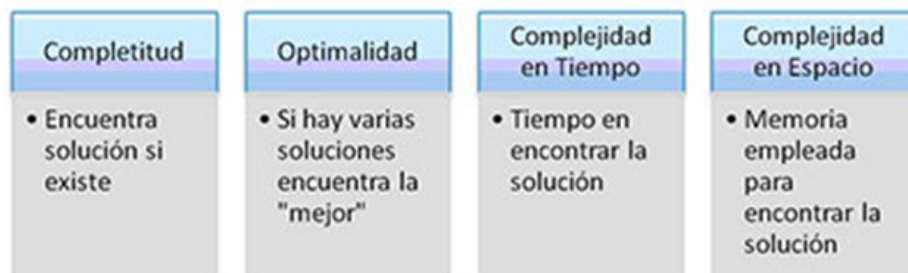 Completitud
• Encuentra
solución si
existe
Optimalidad
• Si hay varias
soluciones
encuentra la
"mejor"
Complejidad
en Tiempo
• Tiempo en
encontrar la
solución
Complejidad
en Espacio
• Memoria
empleada
para
encontrar la
solución